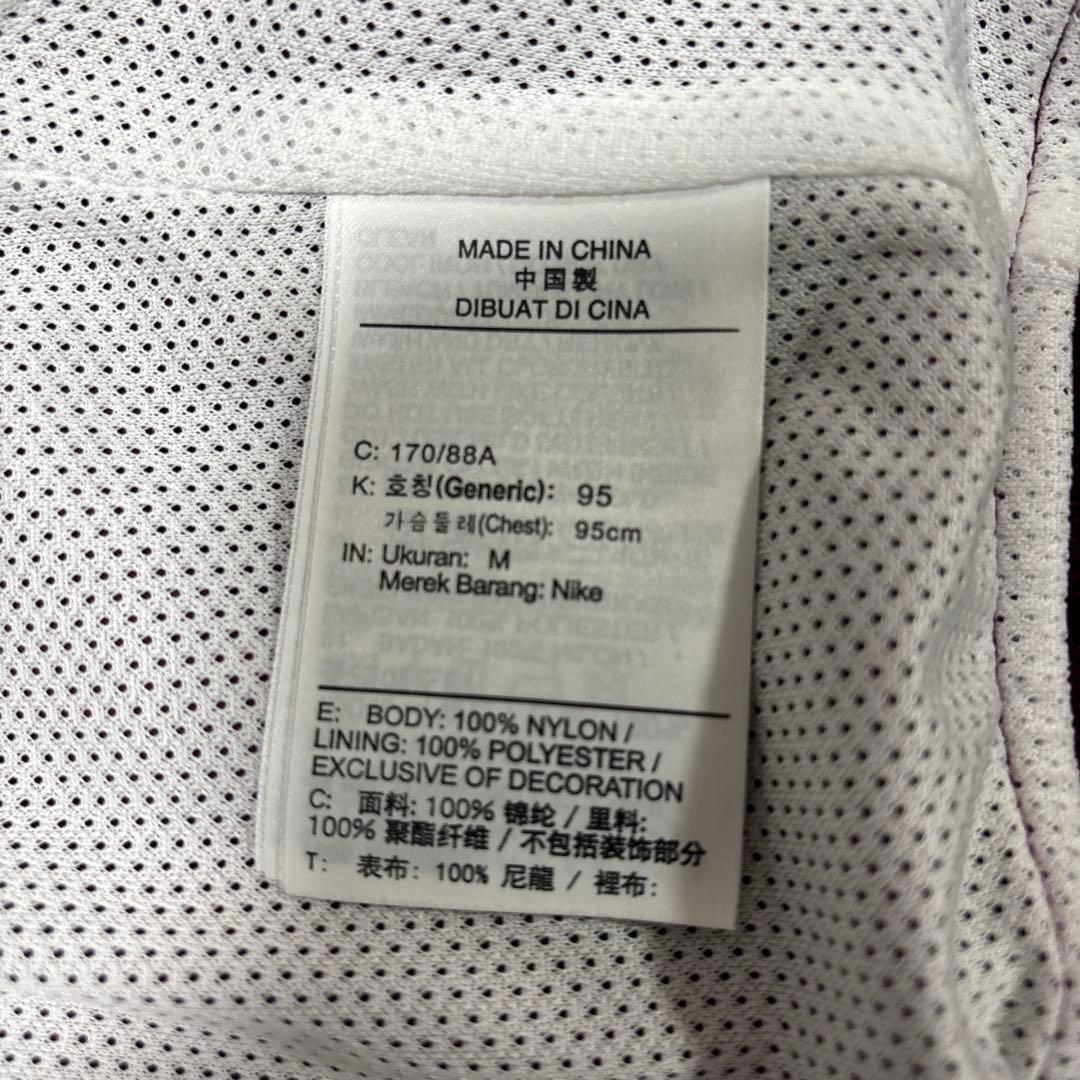 MADE IN CHINA
中国製
DIBUAT DI CINA
C: 170/88A
K: 호칭(Generic): 95
가슴둘레(Chest): 95cm
IN: Ukuran: M
Merek Barang: Nike
E: BODY: 100% NYLON /
LINING: 100% POLYESTER /
EXCLUSIVE OF DECORATION
C: 面料: 100% 锦纶 / 里料:
100% 聚酯纤维 / 不包括装饰部分
T: 表布: 100% 尼龍 / 裡布: